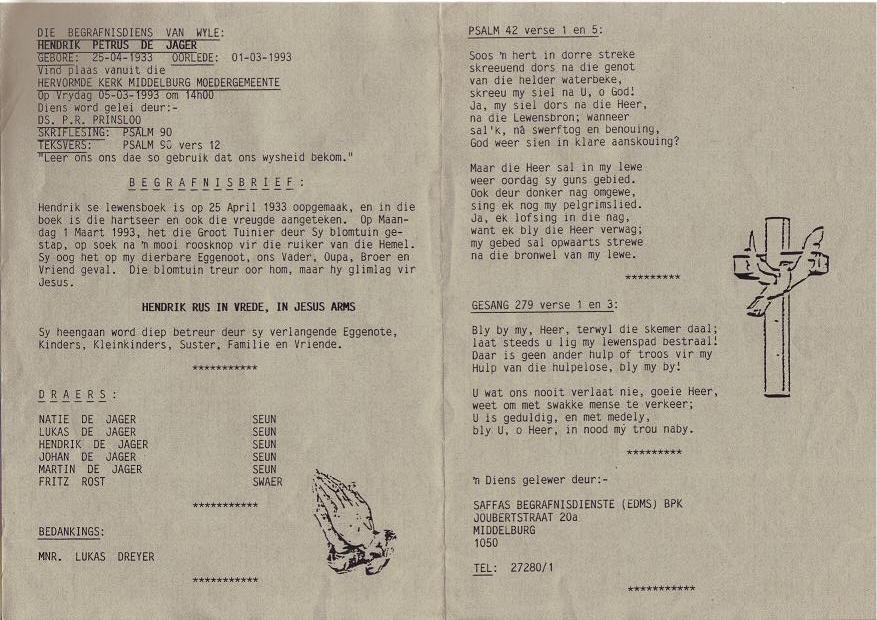 DIE BEGRAFNISDIENS VAN WYLE:
HENDRIK PETRUS DE JAGER
GEBORE: 25-04-1933 OORLEDE: 01-03-1993
Vind plaas vanuit die
HERVORMDE KERK MIDDELBURG MOEDERGEMEENTE
Op Vrydag 05-03-1993 om 14h00
Diens word gelei deur:-
DS. P.R. PRINSLOO
SKRIFLESING: PSALM 90
TEKSVERS: PSALM 90 vers 12
"Leer ons ons dae so gebruik dat ons wysheid bekom."
BEGRAFNISBRIEF:
Hendrik se lewensboek is op 25 April 1933 oopgemaak, en in die
boek is die hartseer en ook die vreugde aangeteken. Op Maan-
dag 1 Maart 1993, het die Groot Tuinier deur Sy blomtuin ge-
stap, op soek na 'n mooi roosknop vir die ruiker van die Hemel.
Sy oog het op my dierbare Eggenoot, ons Vader, Oupa, Broer en
Vriend geval. Die blomtuin treur oor hom, maar hy glimlag vir
Jesus.
HENDRIK RUS IN VREDE, IN JESUS ARMS
Sy heengaan word diep betreur deur sy verlangende Eggenote,
Kinders, Kleinkinders, Suster, Familie en Vriende.
***********
DRAERS:
NATIE DE JAGER SEUN
LUKAS DE JAGER SEUN
HENDRIK DE JAGER SEUN
JOHAN DE JAGER SEUN
MARTIN DE JAGER SEUN
FRITZ ROST SWAER
***********
BEDANKINGS:
MNR. LUKAS DREYER
***********
PSALM 42 verse 1 en 5:
Soos 'n hert in dorre streke
skreeuend dors na die genot
van die helder waterbeke,
skreeu my siel na U, o God!
Ja, my siel dors na die Heer,
na die Lewensbron; wanneer
sal'k, ná swerftog en benouing,
God weer sien in klare aanskouing?
Maar die Heer sal in my lewe
weer oordag sy guns gebied.
Ook deur donker nag omgewe,
sing ek nog my pelgrimslied.
Ja, ek lofsing in die nag,
want ek bly die Heer verwag;
my gebed sal opwaarts strewe
na die bronwel van my lewe.
*********
GESANG 279 verse 1 en 3:
Bly by my, Heer, terwyl die skemer daal;
laat steeds u lig my lewenspad bestraal!
Daar is geen ander hulp of troos vir my
Hulp van die hulpelose, bly my by!
U wat ons nooit verlaat nie, goeie Heer,
weet om met swakke mense te verkeer;
U is geduldig, en met medely,
bly U, o Heer, in nood my trou naby.
*********
'n Diens gelewer deur:-
SAFFAS BEGRAFNISDIENSTE (EDMS) BPK
JOUBERTSTRAAT 20a
MIDDELBURG
1050
TEL: 27280/1
***********